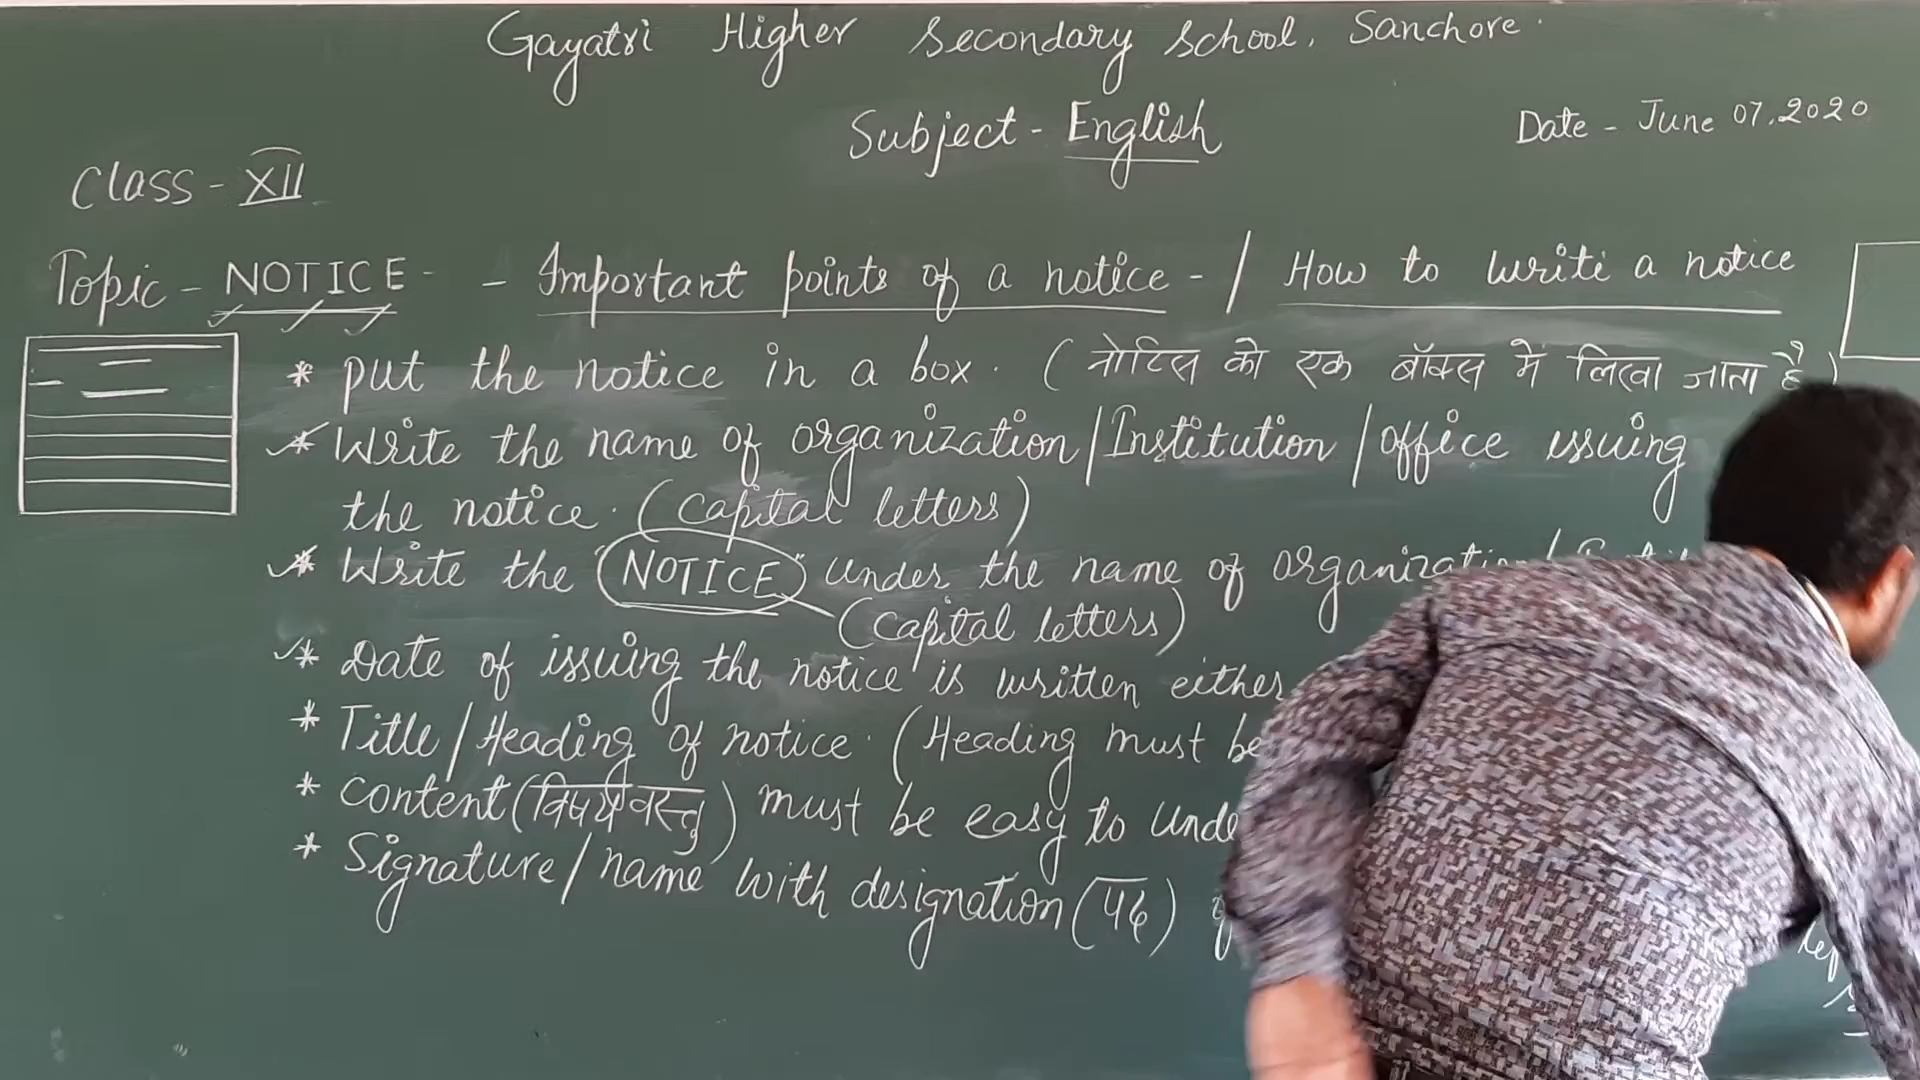 Gayatri Higher Secondary School, Sanchore.
Subject - English
Date - June 07, 2020
Class - XII
Topic - NOTICE - - Important points of a notice - / How to write a notice
* put the notice in a box. (नोटिस को एक बॉक्स में लिखा जाता है)
* Write the name of organization/Institution/office issuing
the notice. (Capital letters)
* Write the "NOTICE" under the name of organization/
(Capital letters)
* Date of issuing the notice is written either
* Title/Heading of notice. (Heading must be
* Content (विषयवस्तु) must be easy to
* Signature/name with designation (पद)